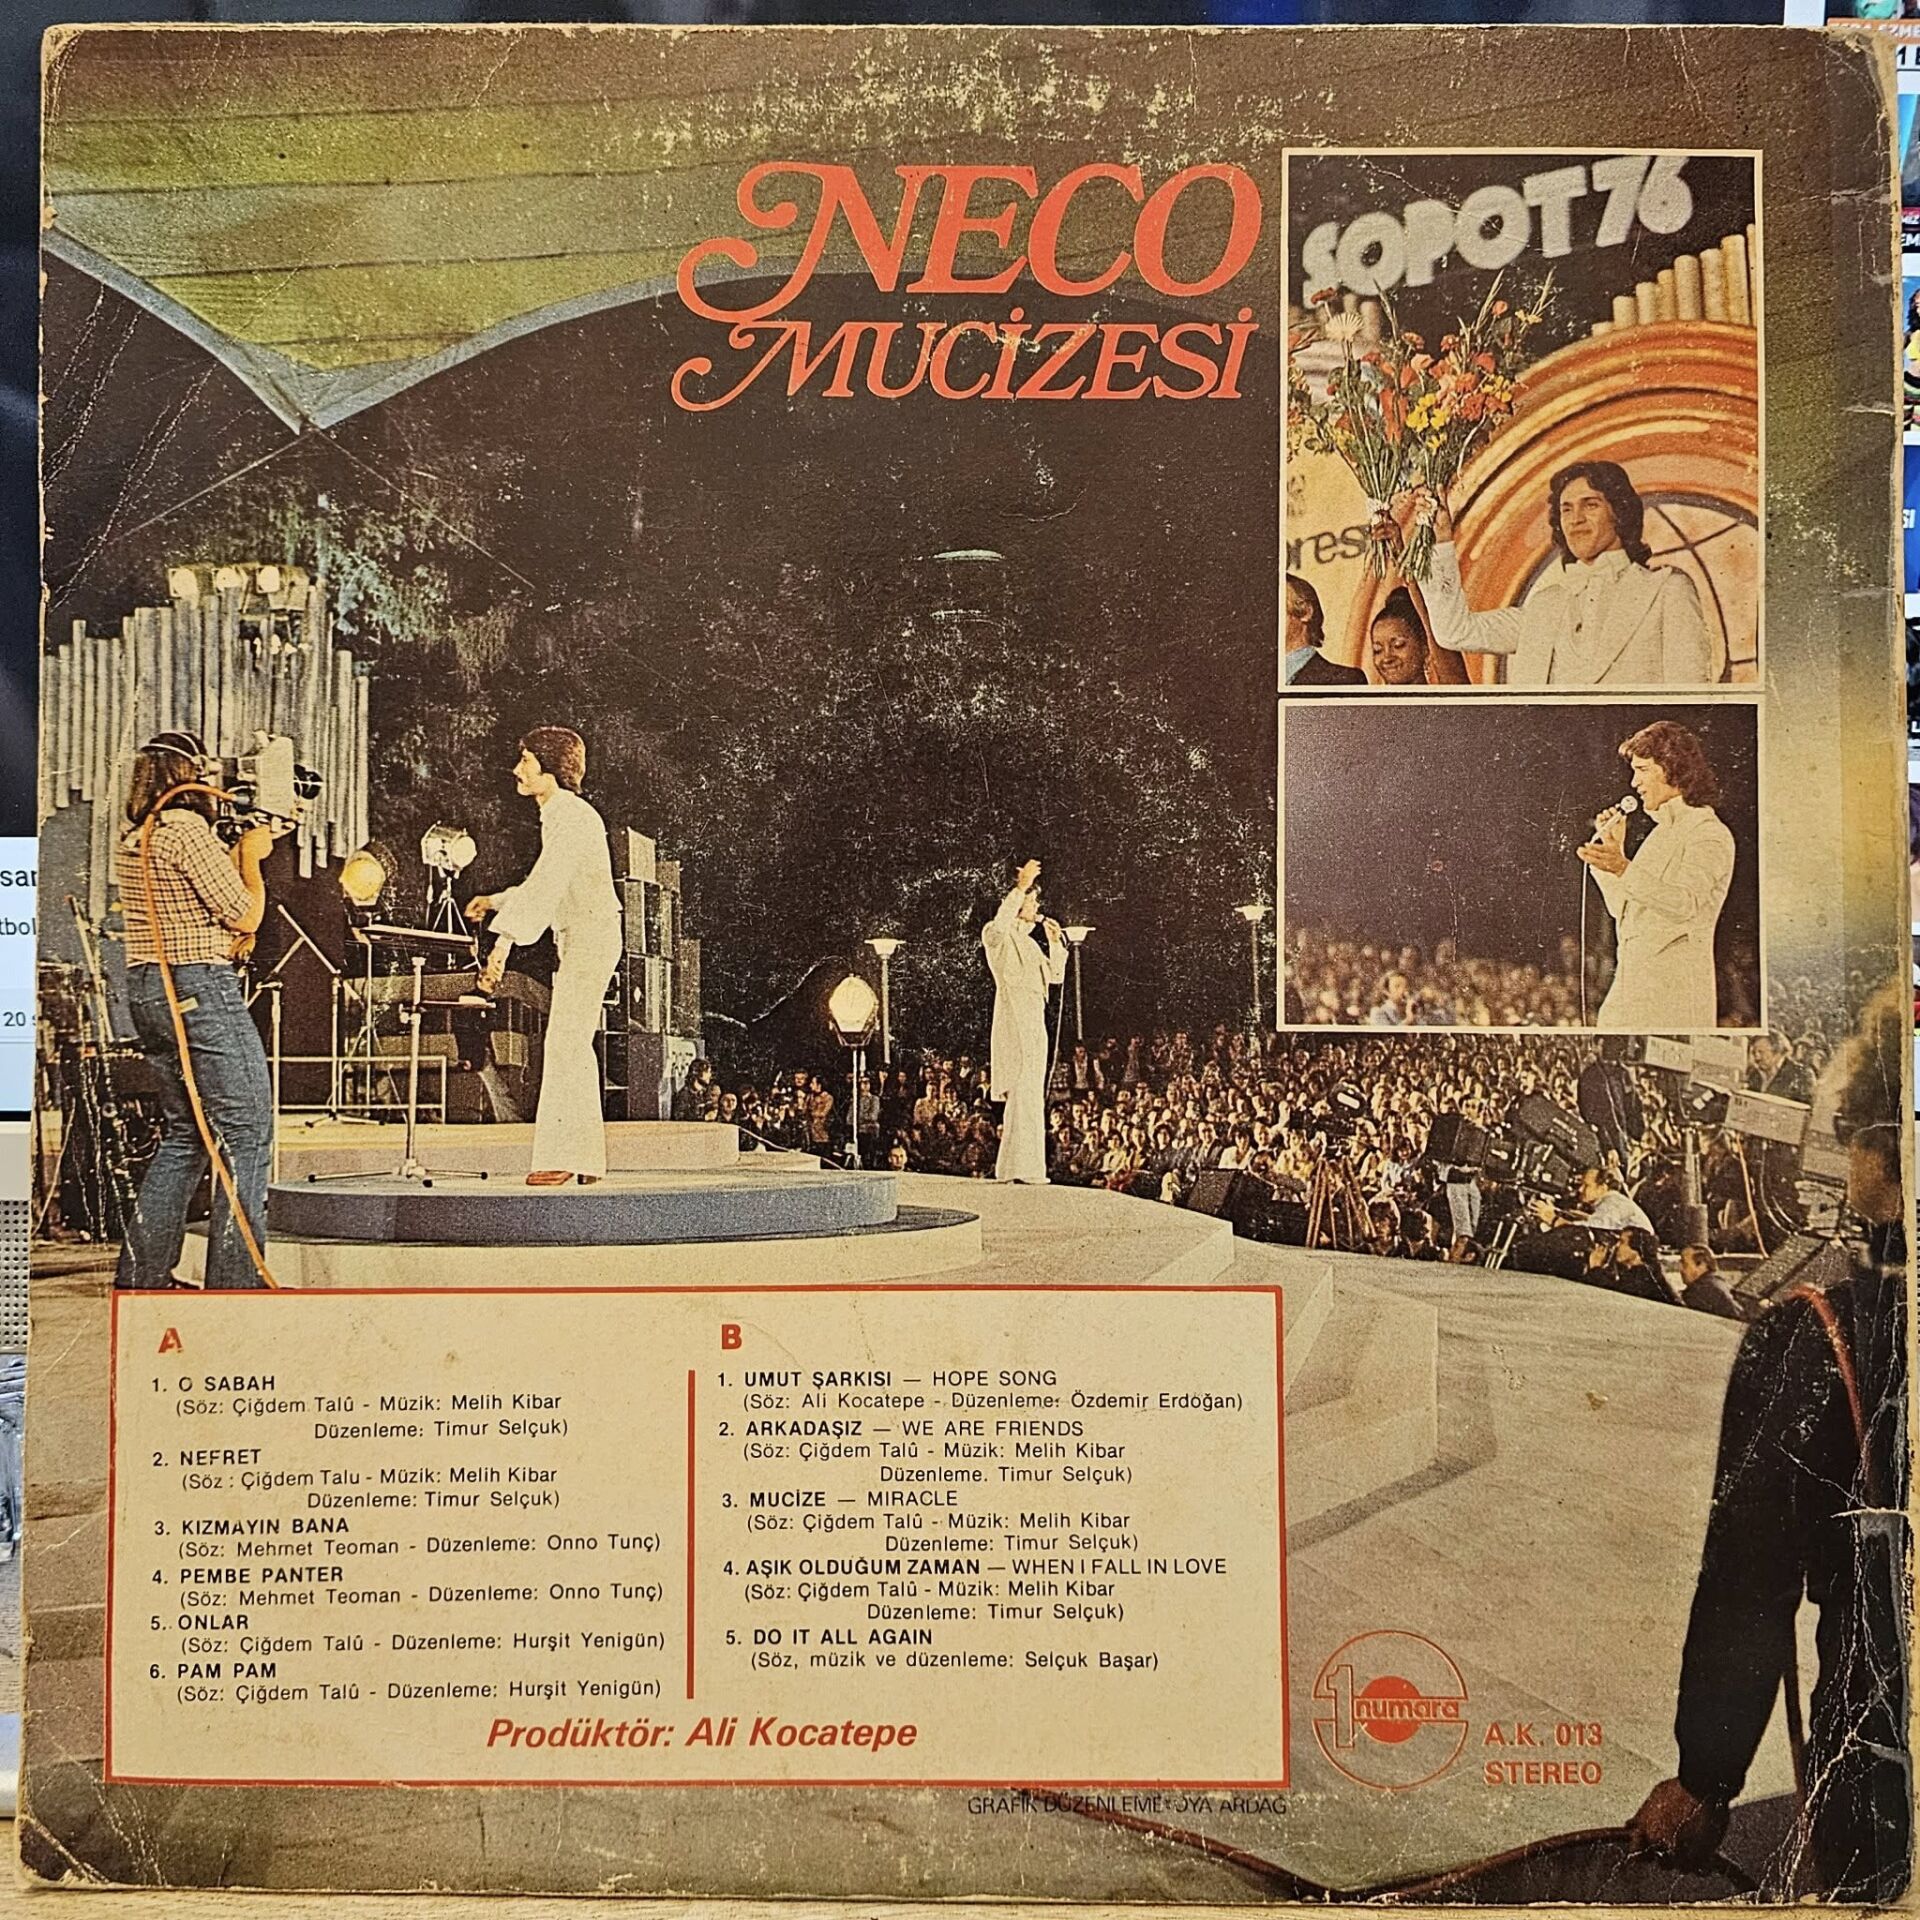 NECO
MUCİZESİ
SOPOT 76
A
1. O SABAH
(Söz: Çiğdem Talû - Müzik: Melih Kibar
Düzenleme: Timur Selçuk)
2. NEFRET
(Söz : Çiğdem Talu - Müzik: Melih Kibar
Düzenleme: Timur Selçuk)
3. KIZMAYIN BANA
(Söz: Mehmet Teoman - Düzenleme: Onno Tunç)
4. PEMBE PANTER
(Söz: Mehmet Teoman - Düzenleme: Onno Tunç)
5. ONLAR
(Söz: Çiğdem Talû - Düzenleme: Hurşit Yenigün)
6. PAM PAM
(Söz: Çiğdem Talû - Düzenleme: Hurşit Yenigün)
B
1. UMUT ŞARKISI — HOPE SONG
(Söz: Ali Kocatepe - Düzenleme: Özdemir Erdoğan)
2. ARKADAŞIZ — WE ARE FRIENDS
(Söz: Çiğdem Talû - Müzik: Melih Kibar
Düzenleme. Timur Selçuk)
3. MUCİZE — MIRACLE
(Söz: Çiğdem Talû - Müzik: Melih Kibar
Düzenleme: Timur Selçuk)
4. AŞIK OLDUĞUM ZAMAN — WHEN I FALL IN LOVE
(Söz: Çiğdem Talû - Müzik: Melih Kibar
Düzenleme: Timur Selçuk)
5. DO IT ALL AGAIN
(Söz, müzik ve düzenleme: Selçuk Başar)
Prodüktör: Ali Kocatepe
1 numara
A.K. 013
STEREO
GRAFİK DÜZENLEME: OYA ARDAĞ